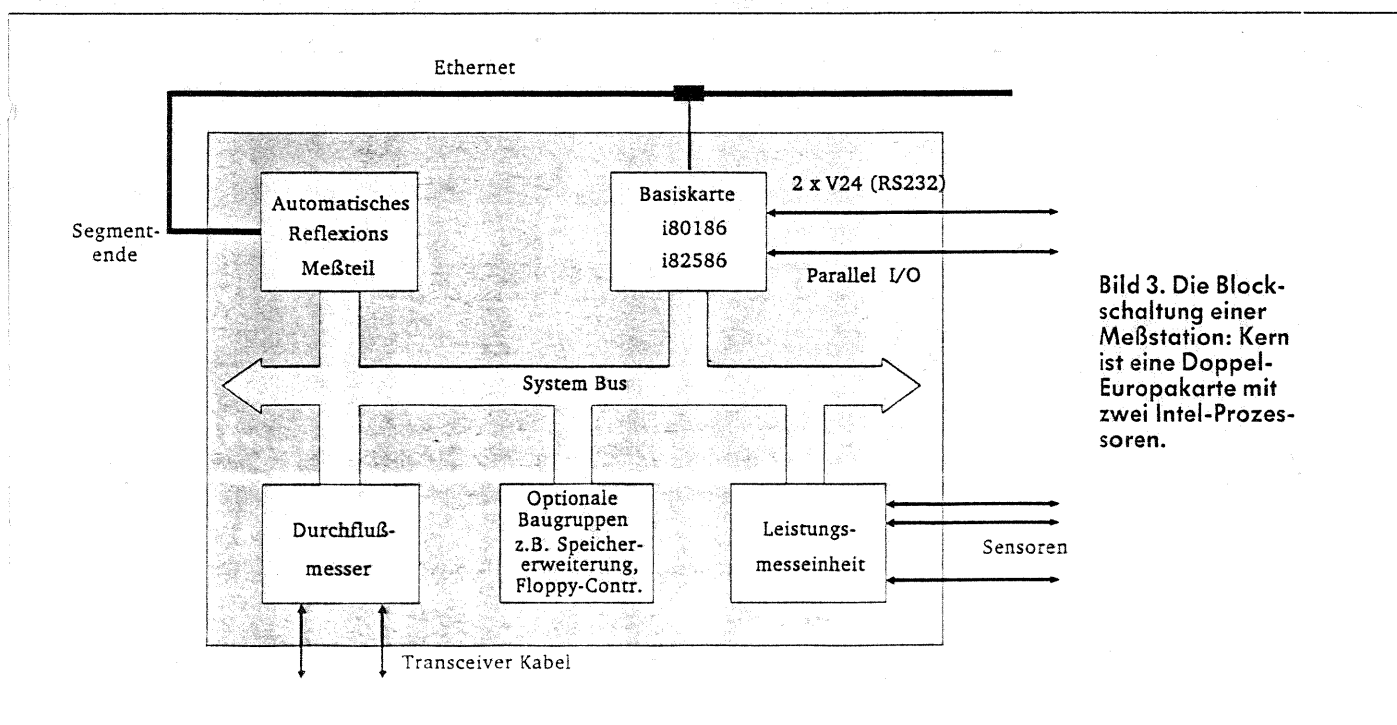 Ethernet
Segment-
ende
Automatisches
Reflexions
Meßteil
Basiskarte
i80186
i82586
2 x V24 (RS232)
Parallel I/O
System Bus
Durchfluß-
messer
Optionale
Baugruppen
z.B. Speicher-
erweiterung,
Floppy-Contr.
Leistungs-
messeinheit
Sensoren
Transceiver Kabel
Bild 3. Die Block-
schaltung einer
Meßstation: Kern
ist eine Doppel-
Europakarte mit
zwei Intel-Prozes-
soren.